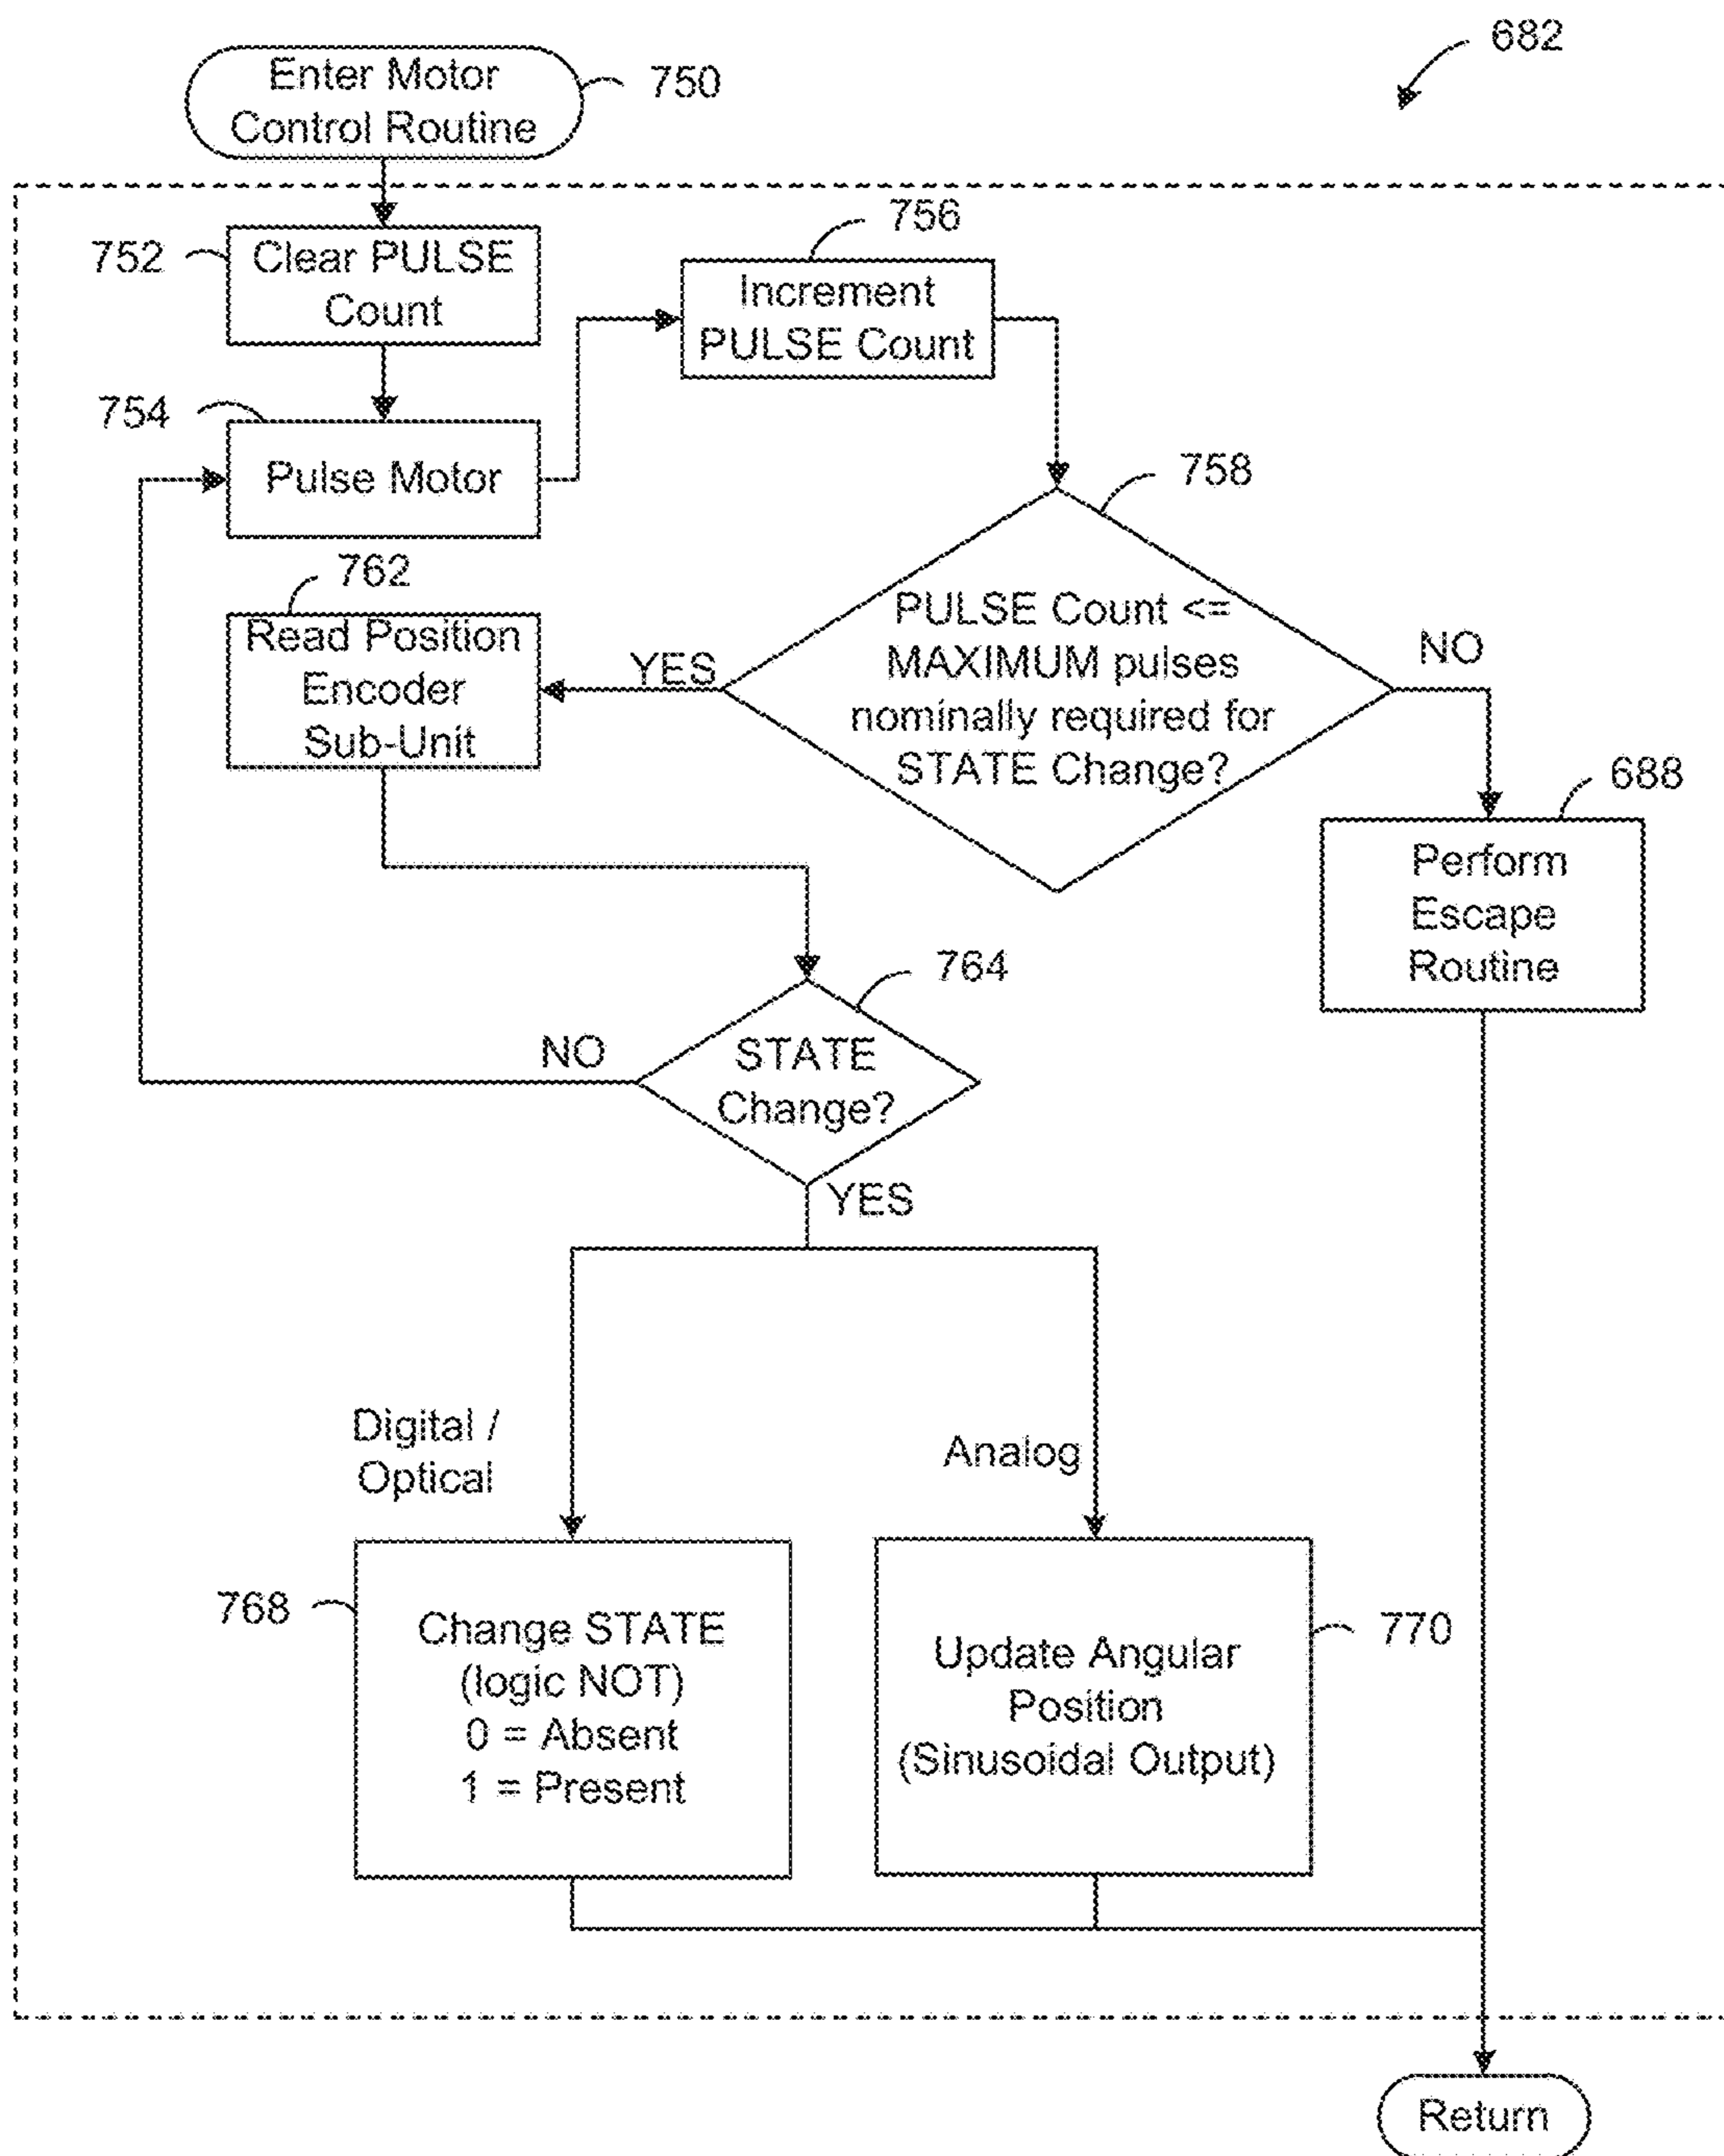 682
Enter Motor
Control Routine
750
752
Clear PULSE
Count
756
Increment
PULSE Count
754
Pulse Motor
758
762
Read Position
Encoder
Sub-Unit
YES
PULSE Count <=
MAXIMUM pulses
nominally required for
STATE Change?
NO
688
Perform
Escape
Routine
764
NO
STATE
Change?
YES
Digital /
Optical
Analog
768
Change STATE
(logic NOT)
0 = Absent
1 = Present
770
Update Angular
Position
(Sinusoidal Output)
Return